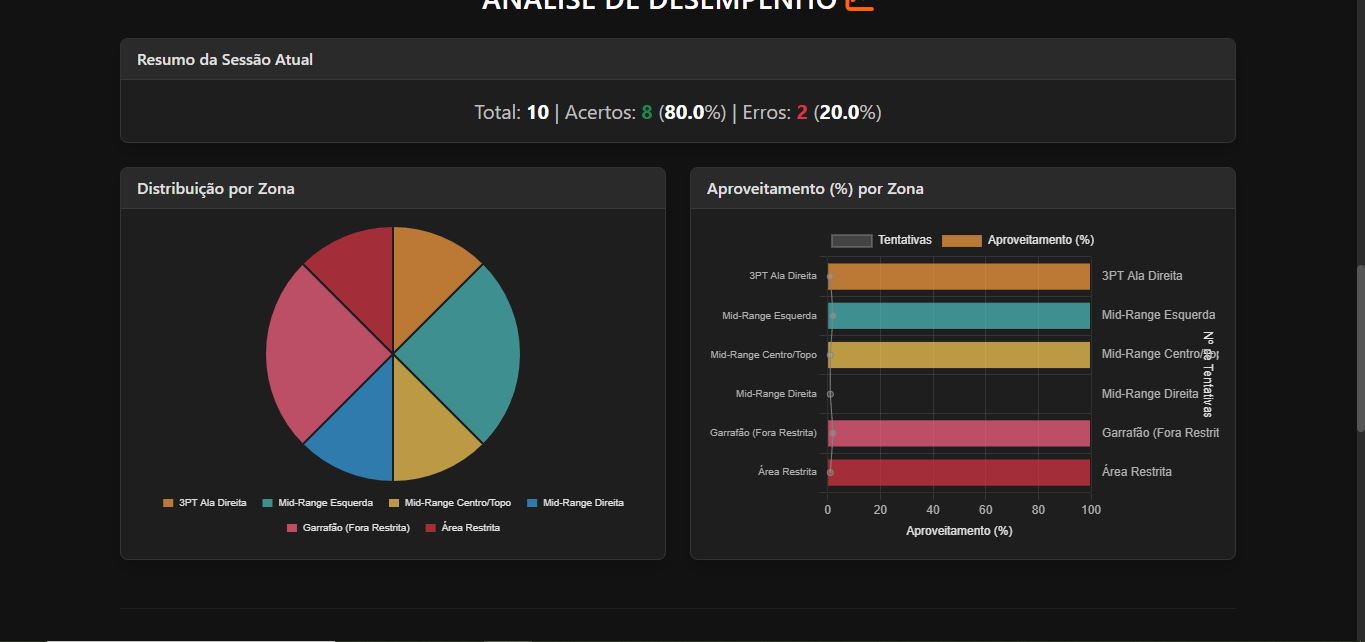 ANÁLISE DE DESEMPENHO
Resumo da Sessão Atual
Total: 10 | Acertos: 8 (80.0%) | Erros: 2 (20.0%)
Distribuição por Zona
3PT Ala Direita Mid-Range Esquerda Mid-Range Centro/Topo Mid-Range Direita
Garrafão (Fora Restrita) Área Restrita
Aproveitamento (%) por Zona
Tentativas Aproveitamento (%)
3PT Ala Direita 3PT Ala Direita
Mid-Range Esquerda Mid-Range Esquerda
Mid-Range Centro/Topo Mid-Range Centro/Top
Mid-Range Direita Mid-Range Direita
Garrafão (Fora Restrita) Garrafão (Fora Restrit
Área Restrita Área Restrita
Nº de Tentativas
0 20 40 60 80 100
Aproveitamento (%)